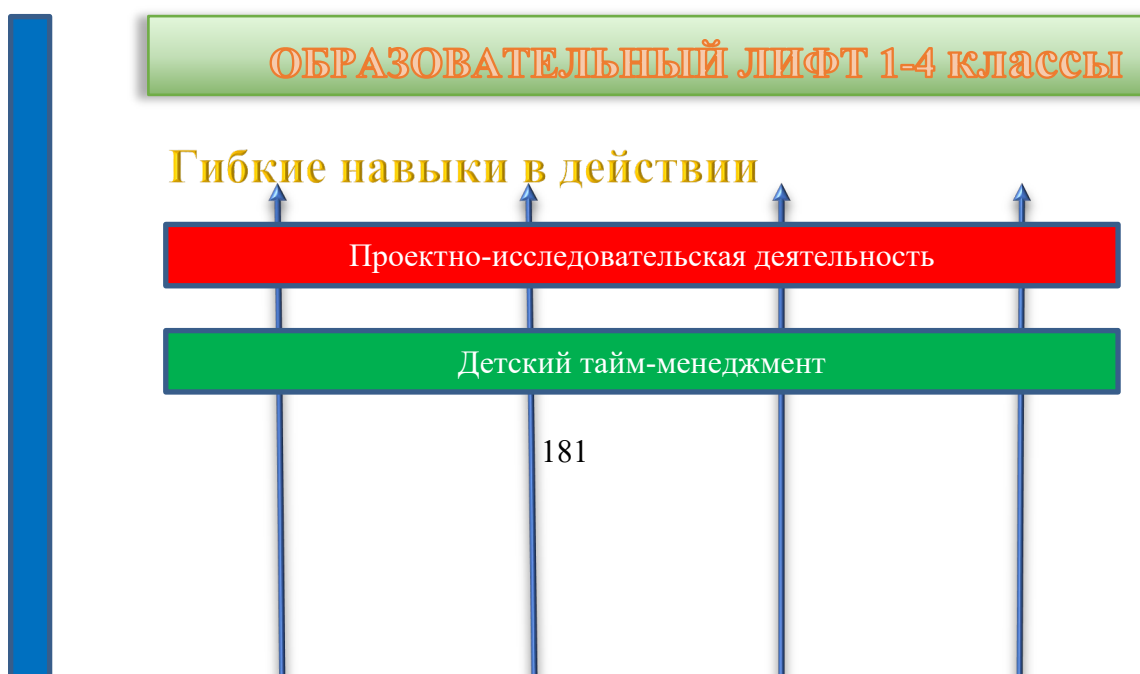 ОБРАЗОВАТЕЛЬНЫЙ ЛИФТ 1-4 классы
Гибкие навыки в действии
Проектно-исследовательская деятельность
Детский тайм-менеджмент
181